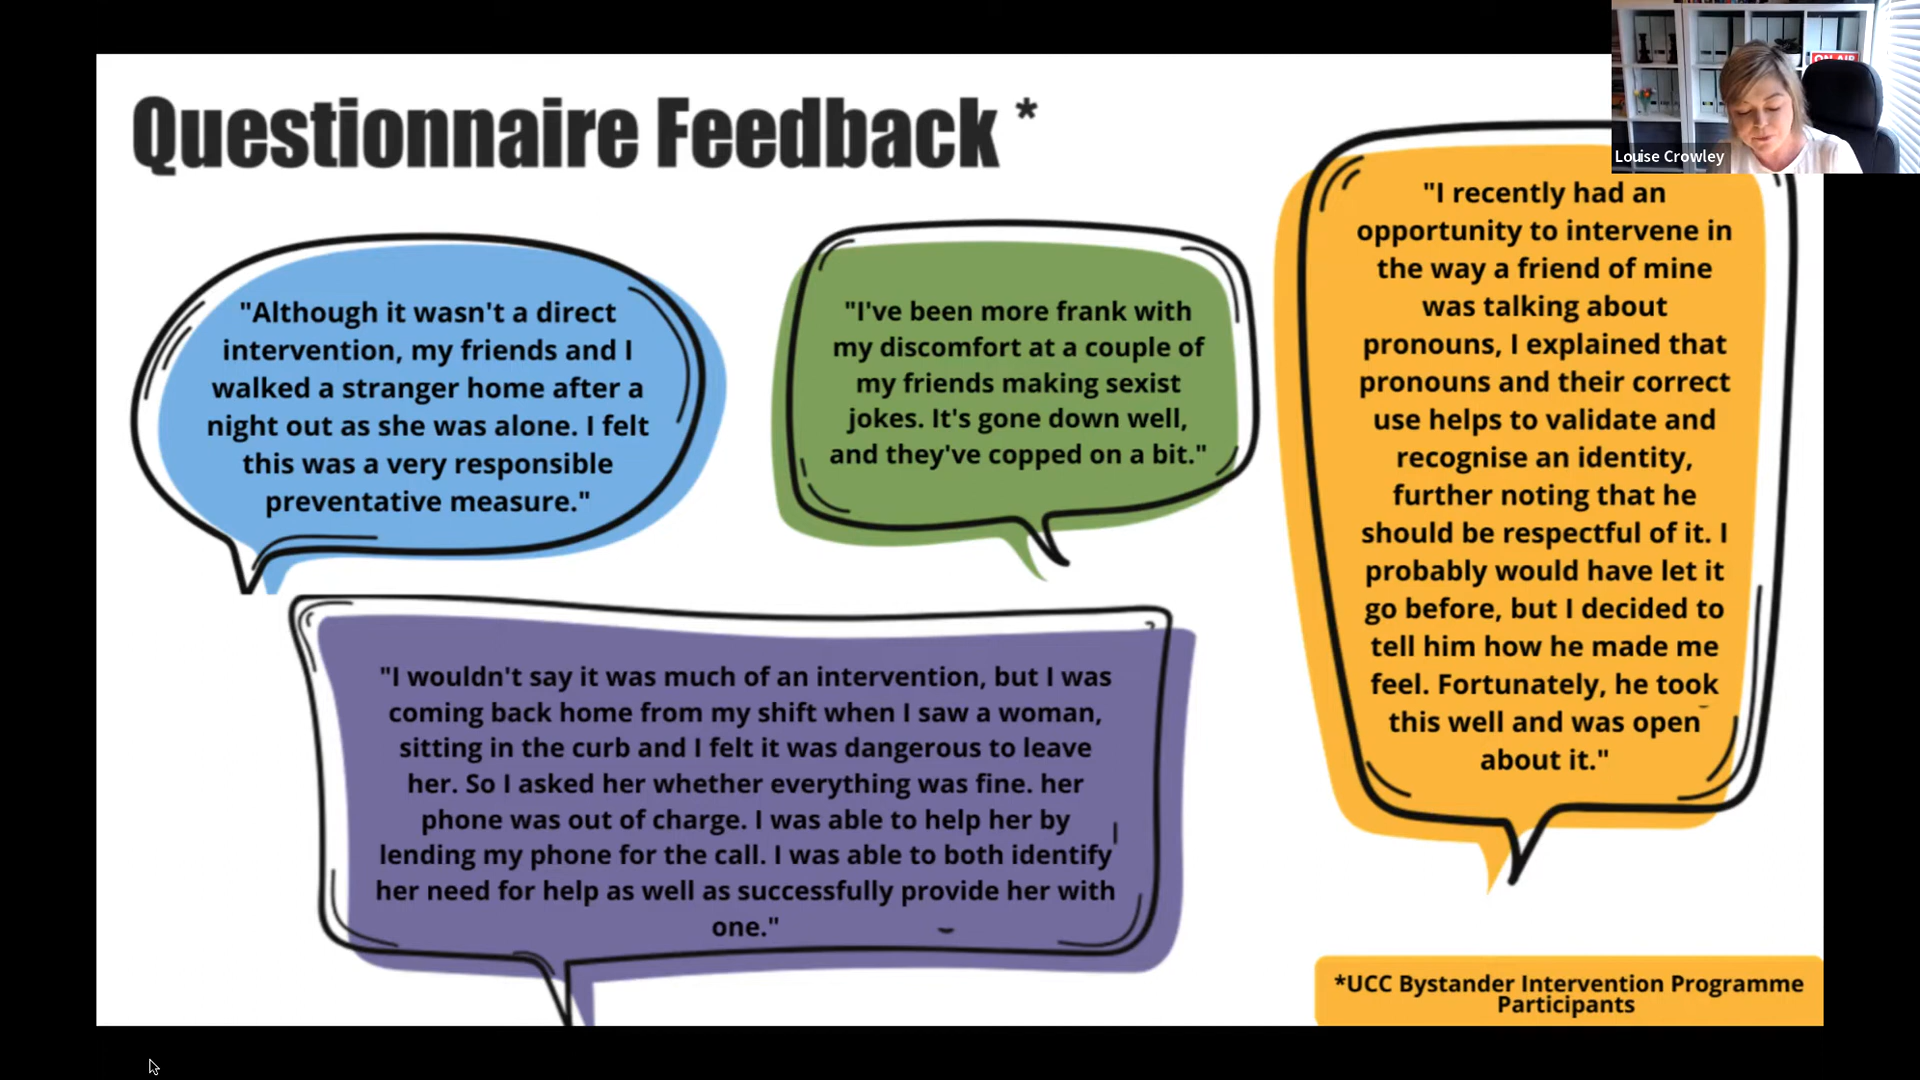 Questionnaire Feedback *
ON AIR
Louise Crowley
"Although it wasn't a direct
intervention, my friends and I
walked a stranger home after a
night out as she was alone. I felt
this was a very responsible
preventative measure."
"I've been more frank with
my discomfort at a couple of
my friends making sexist
jokes. It's gone down well,
and they've copped on a bit."
"I recently had an
opportunity to intervene in
the way a friend of mine
was talking about
pronouns, I explained that
pronouns and their correct
use helps to validate and
recognise an identity,
further noting that he
should be respectful of it. I
probably would have let it
go before, but I decided to
tell him how he made me
feel. Fortunately, he took
this well and was open
about it."
"I wouldn't say it was much of an intervention, but I was
coming back home from my shift when I saw a woman,
sitting in the curb and I felt it was dangerous to leave
her. So I asked her whether everything was fine. her
phone was out of charge. I was able to help her by
lending my phone for the call. I was able to both identify
her need for help as well as successfully provide her with
one."
*UCC Bystander Intervention Programme
Participants